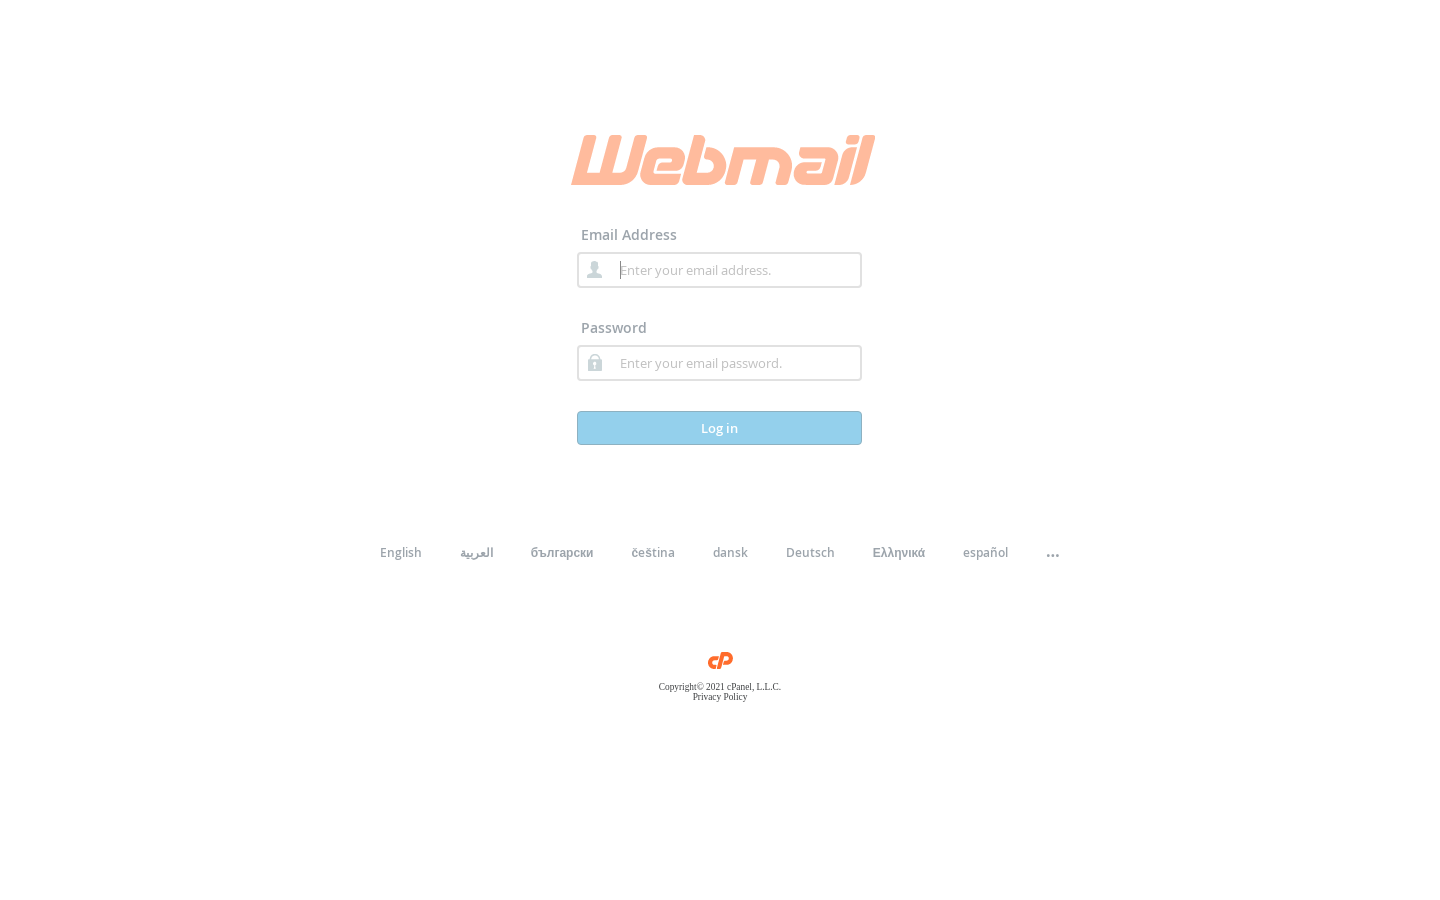 Webmail
Email Address
Enter your email address.
Password
Enter your email password.
Log in
English العربية български čeština dansk Deutsch Ελληνικά español ...
cP
Copyright© 2021 cPanel, L.L.C.
Privacy Policy